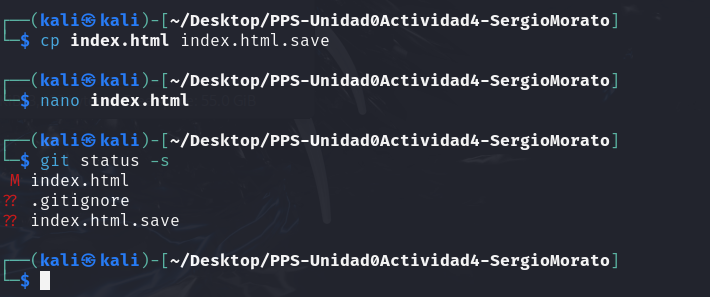 ┌──(kali㉿kali)-[~/Desktop/PPS-Unidad0Actividad4-SergioMorato]
└─$ cp index.html index.html.save
┌──(kali㉿kali)-[~/Desktop/PPS-Unidad0Actividad4-SergioMorato]
└─$ nano index.html
┌──(kali㉿kali)-[~/Desktop/PPS-Unidad0Actividad4-SergioMorato]
└─$ git status -s
 M index.html
?? .gitignore
?? index.html.save
┌──(kali㉿kali)-[~/Desktop/PPS-Unidad0Actividad4-SergioMorato]
└─$